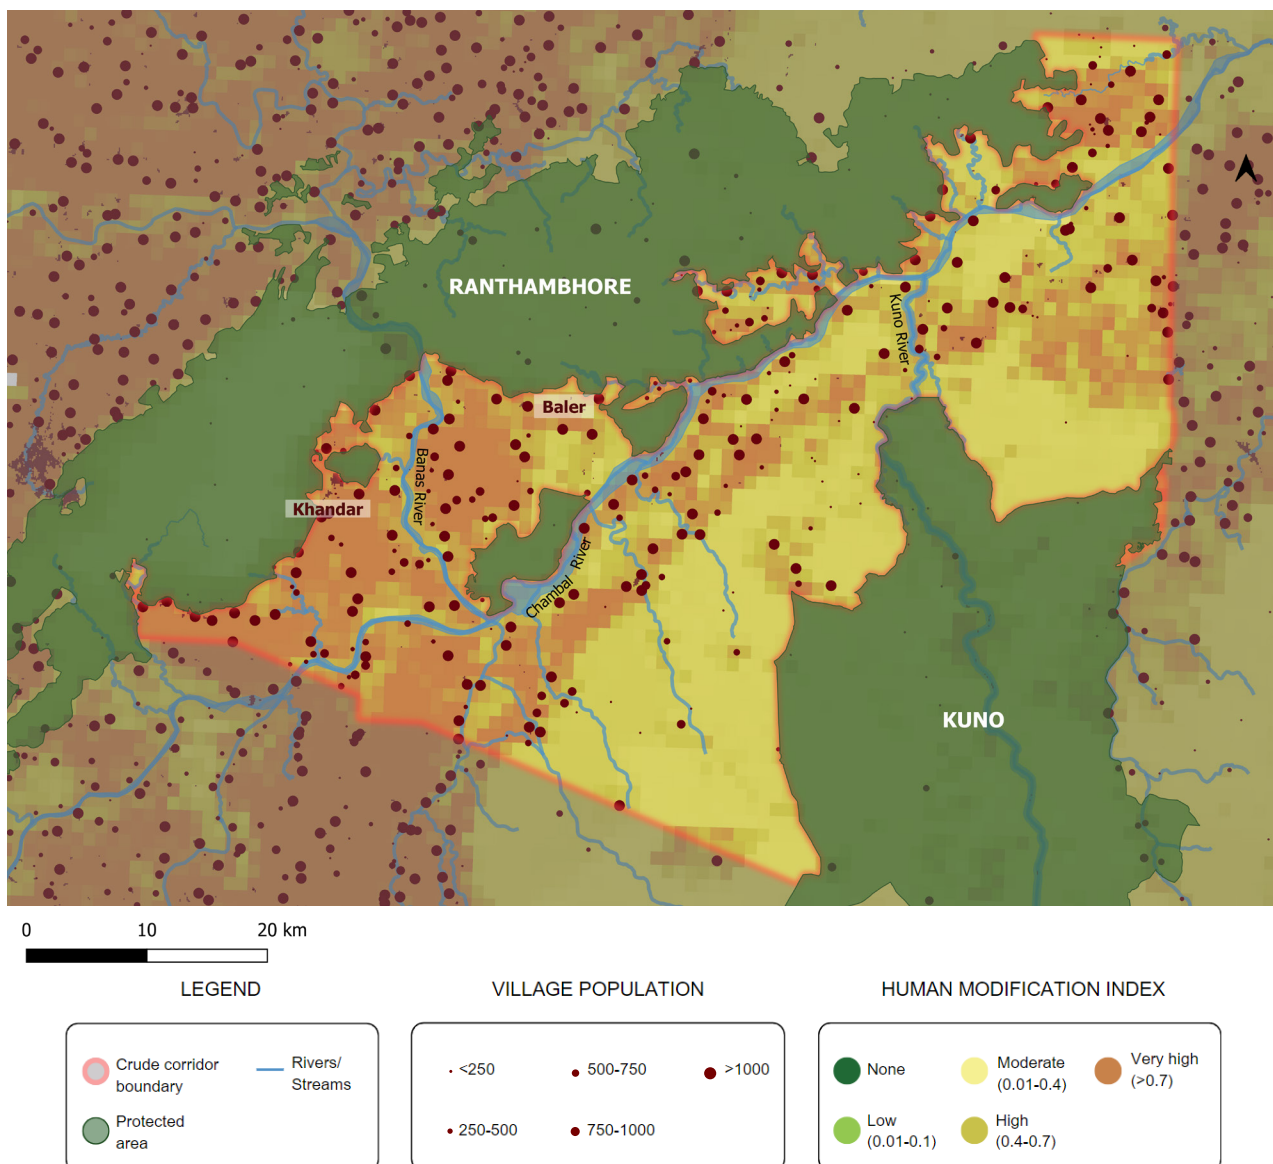 RANTHAMBHORE
Kuno River
Baler
Banas River
Khandar
Chambal River
KUNO
0 10 20 km
LEGEND
Crude corridor
boundary
Rivers/
Streams
Protected
area
VILLAGE POPULATION
<250
500-750
>1000
250-500
750-1000
HUMAN MODIFICATION INDEX
None
Moderate
(0.01-0.4)
Very high
(>0.7)
Low
(0.01-0.1)
High
(0.4-0.7)